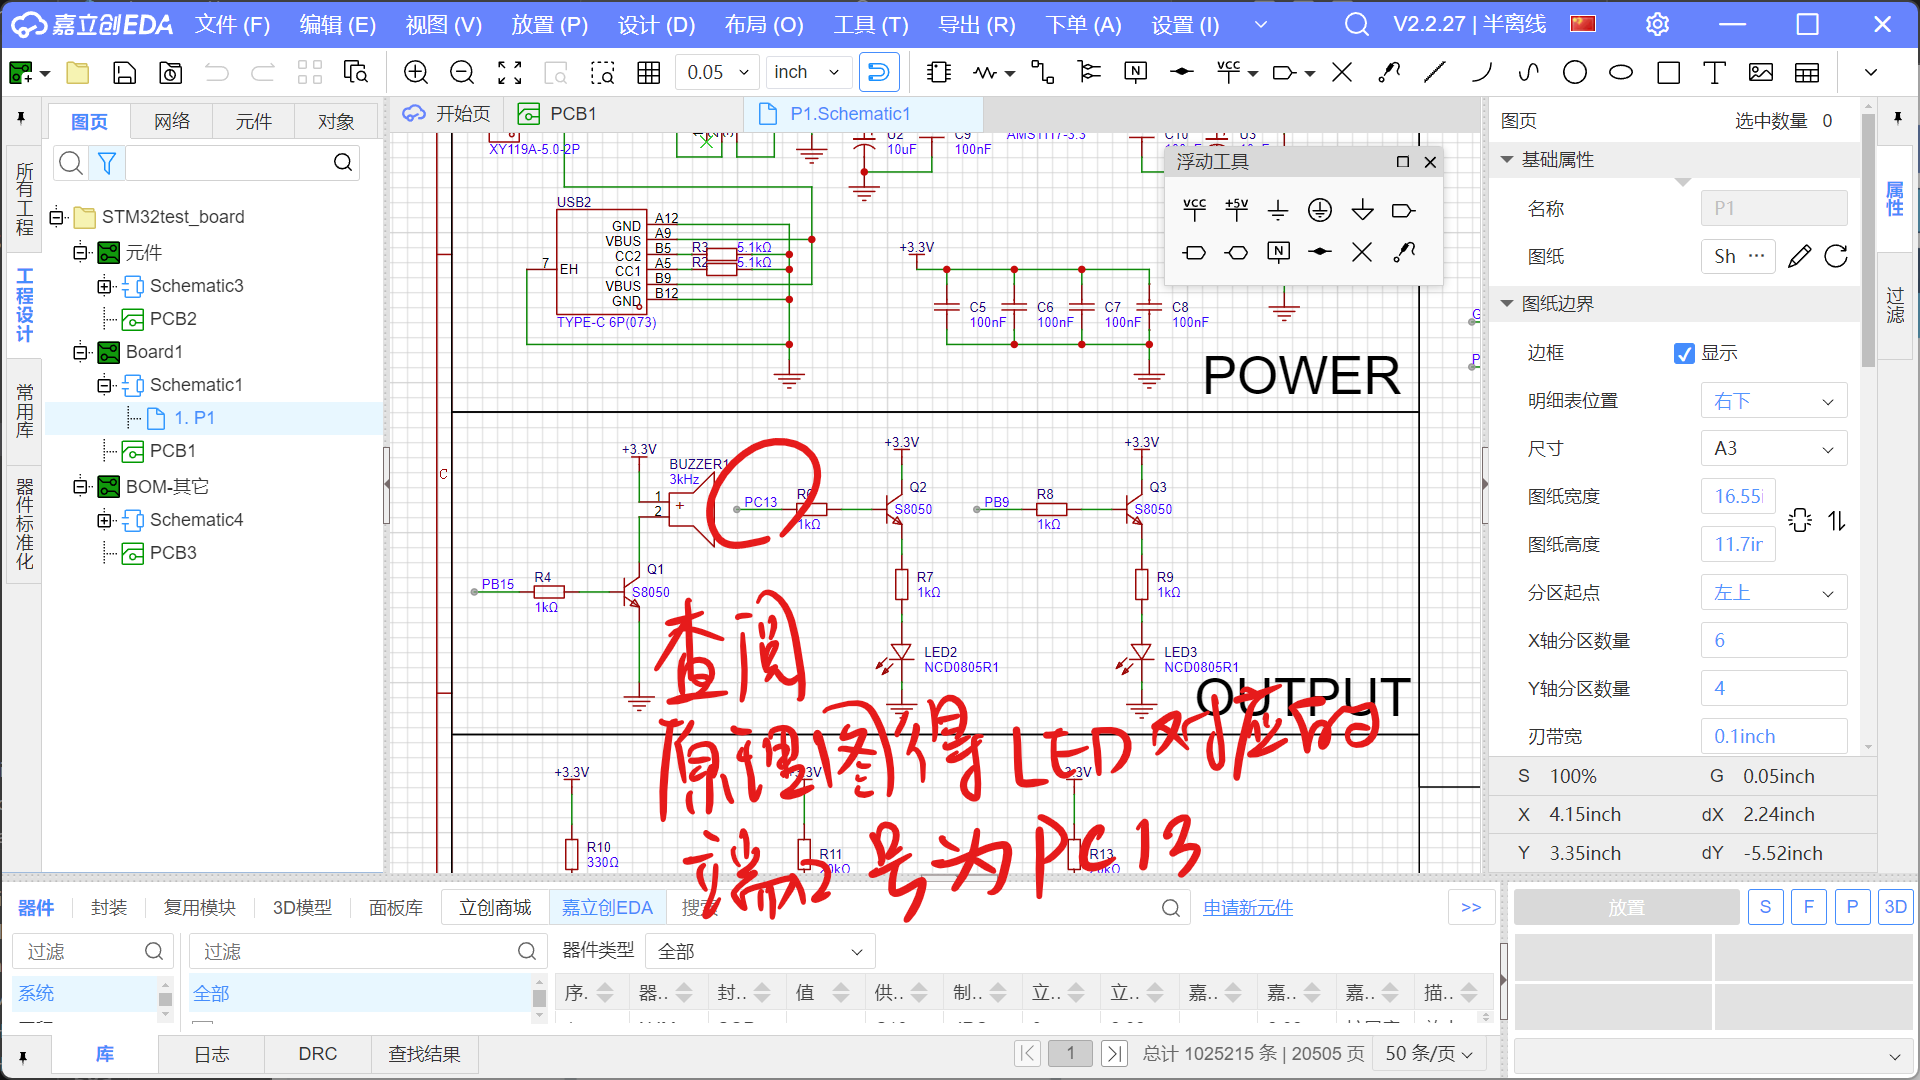 嘉立创EDA 文件 (F) 编辑 (E) 视图 (V) 放置 (P) 设计 (D) 布局 (O) 工具 (T) 导出 (R) 下单 (A) 设置 (I) V2.2.27 | 半离线
0.05 inch N VCC T
图页 网络 元件 对象
开始页 PCB1 P1.Schematic1
图页 选中数量 0
所有工程
工程设计
常用库
器件标准化
STM32test_board
元件
Schematic3
PCB2
Board1
Schematic1
1. P1
PCB1
BOM-其它
Schematic4
PCB3
XY119A-5.0-2P
U2
10uF
C9
100nF
AMS1117-3.3
C10
U3
浮动工具
VCC +5V
N
USB2
GND A12
VBUS A9
CC2 B5 R3 5.1kΩ
CC1 A5 R2 5.1kΩ
VBUS B9
GND B12
7 EH
TYPE-C 6P(073)
+3.3V
C5 100nF
C6 100nF
C7 100nF
C8 100nF
POWER
C
+3.3V
BUZZER1
3kHz
1
2
+
PB15 R4 1kΩ
Q1
S8050
PC13 1kΩ
+3.3V
Q2
S8050
R7
1kΩ
LED2
NCD0805R1
PB9 R8 1kΩ
+3.3V
Q3
S8050
R9
1kΩ
LED3
NCD0805R1
OUTPUT
查阅
原理图得LED对应的
端口号为PC13
+3.3V
R10
330Ω
R11
R13
基础属性
名称 P1
图纸 Sh ...
图纸边界
边框 显示
明细表位置 右下
尺寸 A3
图纸宽度 16.55i
图纸高度 11.7ir
分区起点 左上
X轴分区数量 6
Y轴分区数量 4
刃带宽 0.1inch
S 100% G 0.05inch
X 4.15inch dX 2.24inch
Y 3.35inch dY -5.52inch
属性
过滤
器件 封装 复用模块 3D模型 面板库 立创商城 嘉立创EDA 申请新元件 >>
放置 S F P 3D
过滤 过滤 器件类型 全部
系统 全部 序.. 器.. 封.. 值 供.. 制.. 立.. 立.. 嘉.. 嘉.. 嘉.. 描..
库 日志 DRC 查找结果 1 总计 1025215 条 | 20505 页 50 条/页